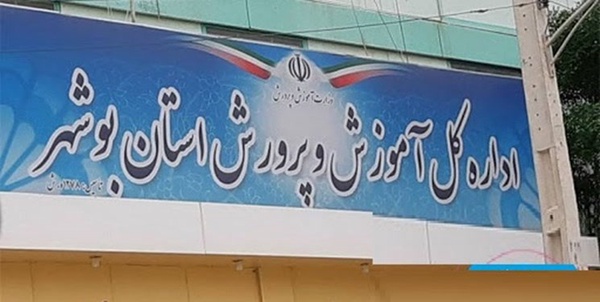 وزارت آموزش و پرورش
اداره کل آموزش و پرورش استان بوشهر